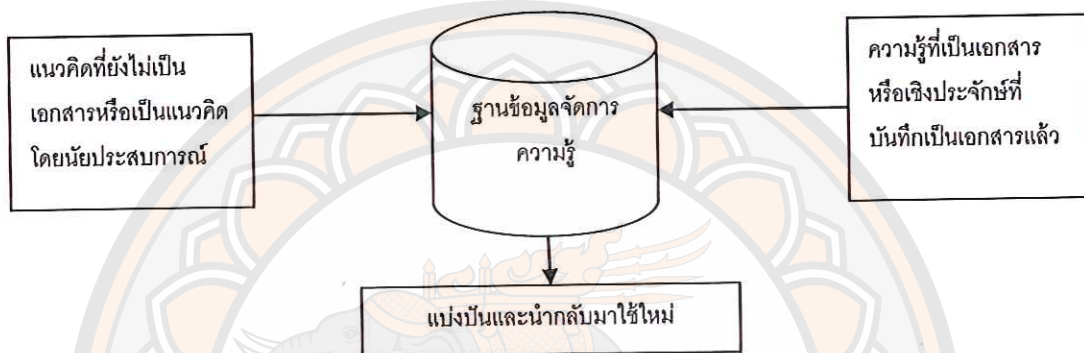 แนวคิดที่ยังไม่เป็น
เอกสารหรือเป็นแนวคิด
โดยนัยประสบการณ์
ฐานข้อมูลจัดการ
ความรู้
ความรู้ที่เป็นเอกสาร
หรือเชิงประจักษ์ที่
บันทึกเป็นเอกสารแล้ว
แบ่งปันและนำกลับมาใช้ใหม่